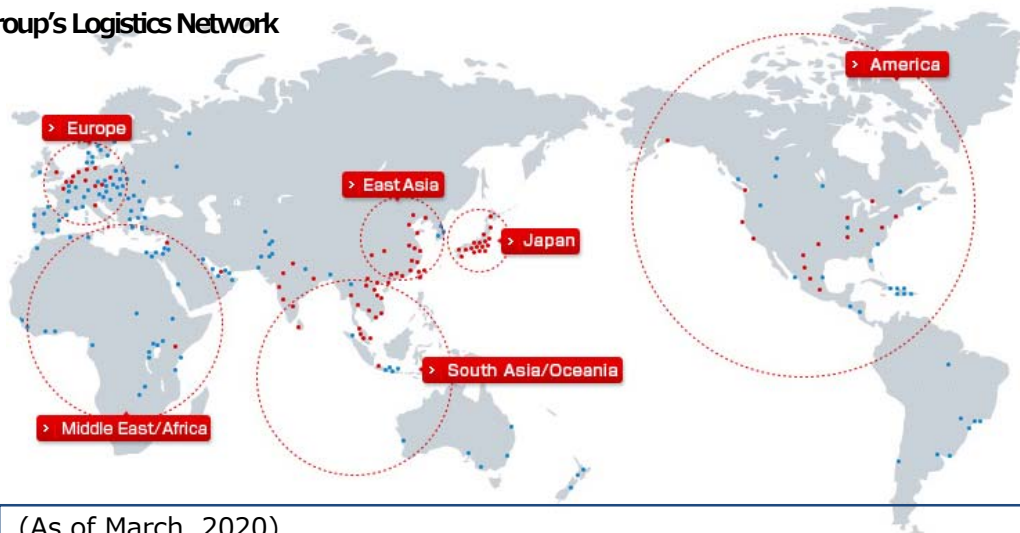 roup's Logistics Network
> America
> Europe
> East Asia
> Japan
> South Asia/Oceania
> Middle East/Africa
(As of March, 2020)